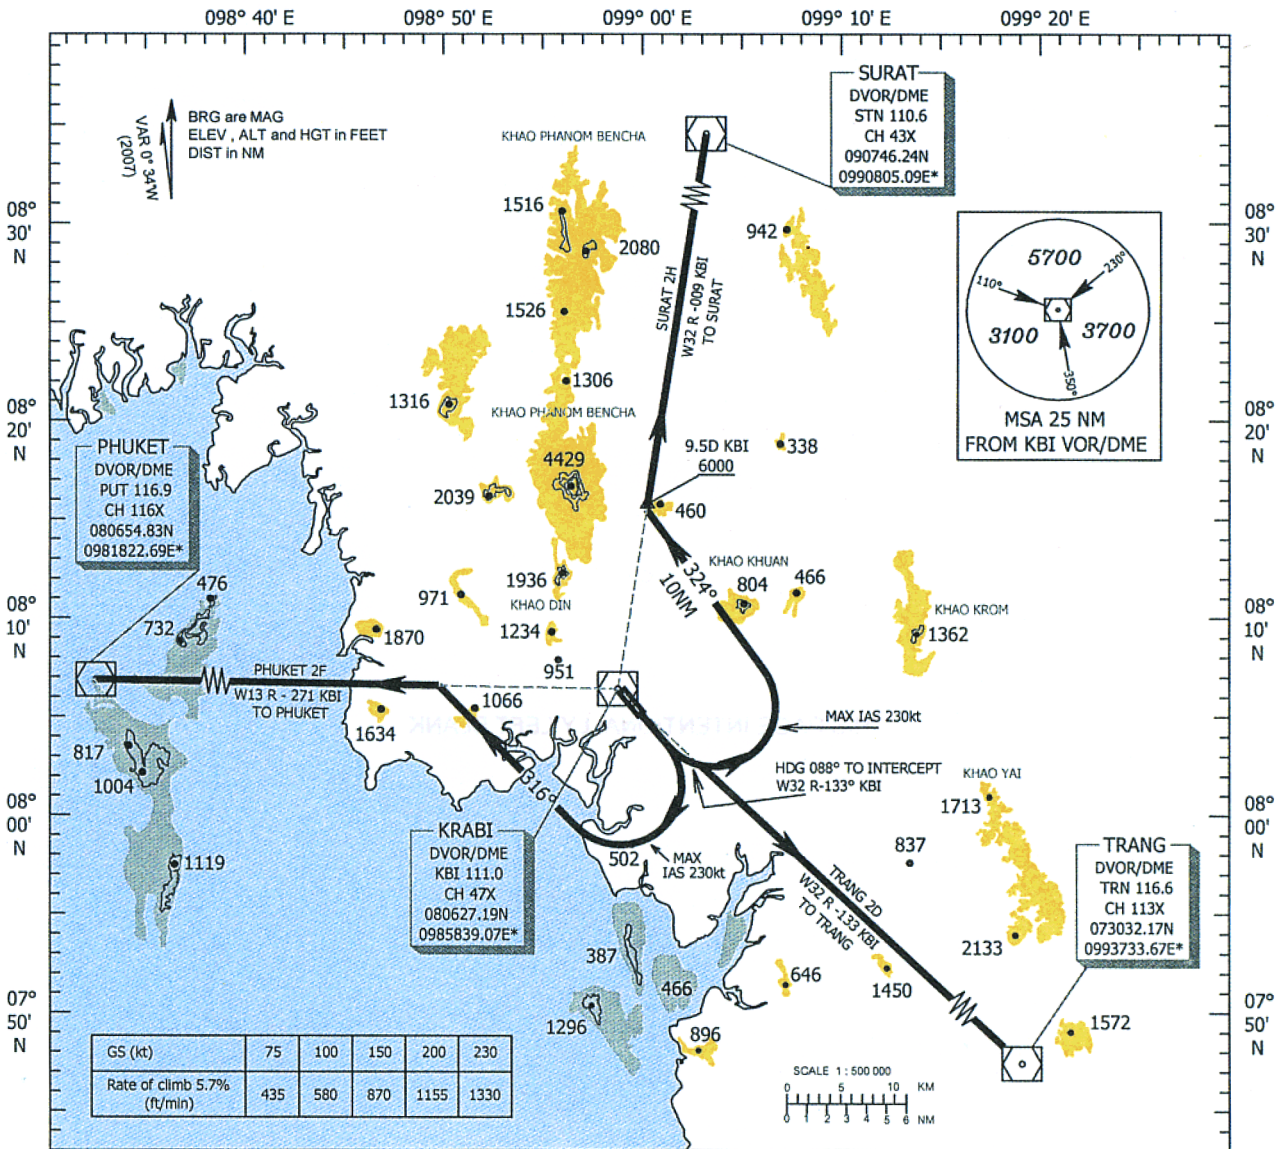 098° 40' E
098° 50' E
099° 00' E
099° 10' E
099° 20' E
VAR 0° 34'W
(2007)
BRG are MAG
ELEV , ALT and HGT in FEET
DIST in NM
SURAT
DVOR/DME
STN 110.6
CH 43X
090746.24N
0990805.09E*
KHAO PHANOM BENCHA
1516
2080
1526
1306
942
08°
30'
N
08°
30'
N
5700
110°
230°
3100
3700
350°
MSA 25 NM
FROM KBI VOR/DME
SURAT 2H
W32 R -009 KBI
TO SURAT
1316
KHAO PHANOM BENCHA
08°
20'
N
08°
20'
N
338
9.5D KBI
6000
PHUKET
DVOR/DME
PUT 116.9
CH 116X
080654.83N
0981822.69E*
4429
2039
460
324°
10NM
KHAO KHUAN
804
466
476
732
971
1936
KHAO DIN
1234
951
1870
KHAO KROM
1362
08°
10'
N
08°
10'
N
PHUKET 2F
W13 R - 271 KBI
TO PHUKET
1634
1066
MAX IAS 230kt
817
1004
316°
HDG 088° TO INTERCEPT
W32 R-133° KBI
KHAO YAI
1713
08°
00'
N
08°
00'
N
KRABI
DVOR/DME
KBI 111.0
CH 47X
080627.19N
0985839.07E*
502
MAX
IAS 230kt
837
1119
TRANG 2D
W32 R -133 KBI
TO TRANG
TRANG
DVOR/DME
TRN 116.6
CH 113X
073032.17N
0993733.67E*
2133
387
466
646
1450
1296
896
1572
07°
50'
N
07°
50'
N
GS (kt) 75 100 150 200 230
Rate of climb 5.7%
(ft/min) 435 580 870 1155 1330
SCALE 1 : 500 000
0 5 10 KM
0 1 2 3 4 5 6 NM